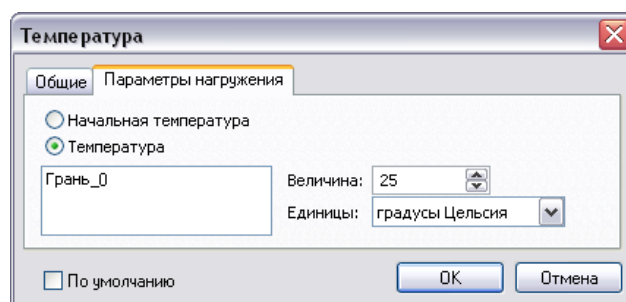 Температура
Общие Параметры нагружения
Начальная температура
Температура
Грань_0
Величина: 25
Единицы: градусы Цельсия
По умолчанию OK Отмена